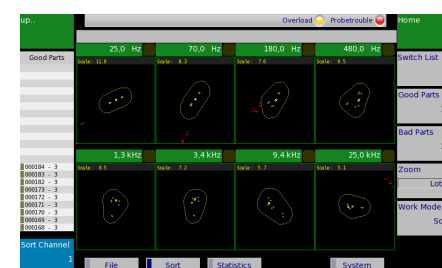 up..
Overload
Probetrouble
Home
25,0 Hz
70,0 Hz
180,0 Hz
480,0 Hz
Good Parts
Scale: 11.8
Scale: 8.3
Scale: 7.6
Scale: 9.5
Switch List
Good Parts
Bad Parts
1,3 kHz
3,4 kHz
9,4 kHz
25,0 kHz
Scale: 8.5
Scale: 7.2
Scale: 5.7
Scale: 5.1
Zoom
Lot
000184 - 3
000183 - 3
000182 - 3
000173 - 3
000172 - 3
000171 - 3
000170 - 3
000169 - 3
000168 - 3
Work Mode
So
Sort Channel
1
File
Sort
Statistics
System